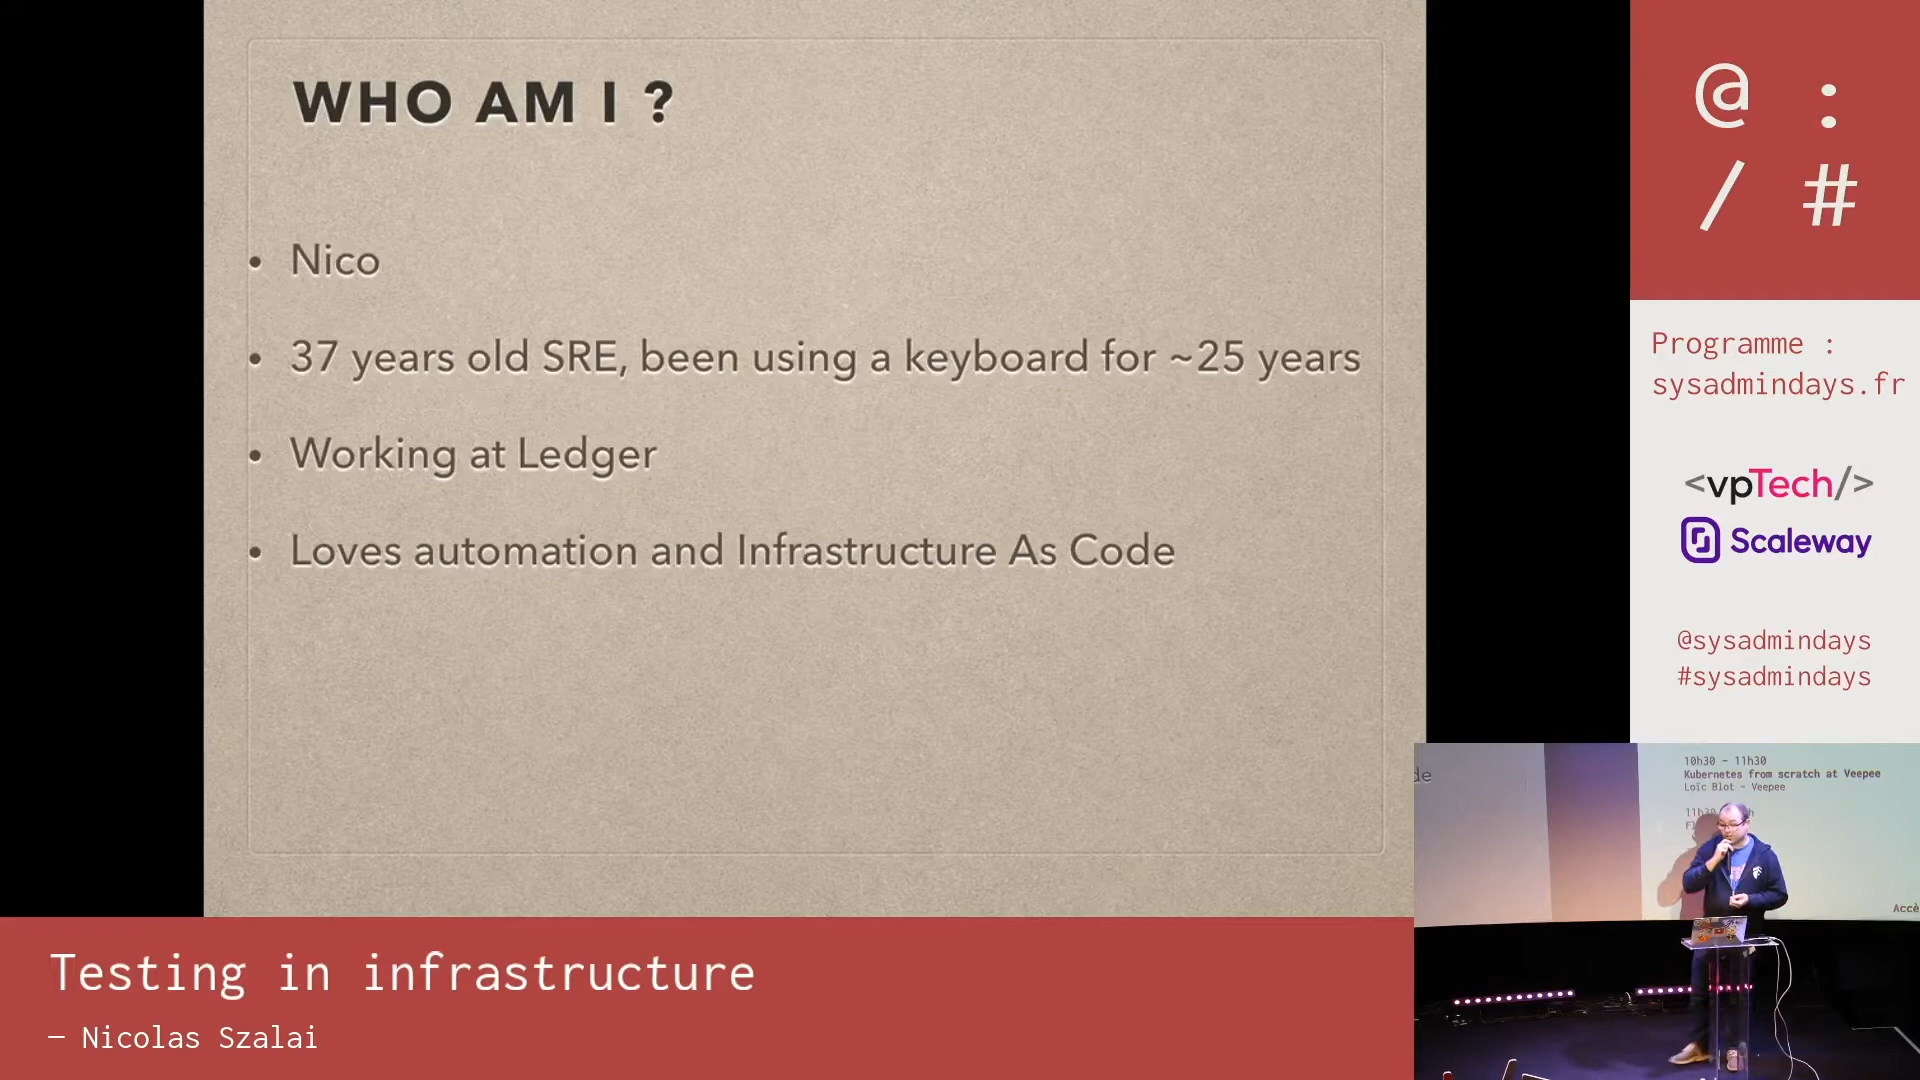 WHO AM I ?
• Nico
• 37 years old SRE, been using a keyboard for ~25 years
• Working at Ledger
• Loves automation and Infrastructure As Code
@ :
/ #
Programme :
sysadmindays.fr
<vpTech/>
Scaleway
@sysadmindays
#sysadmindays
de
10h30 - 11h30
Kubernetes from scratch at Veepee
Loïc Blot - Veepee
Accè
Testing in infrastructure
— Nicolas Szalai